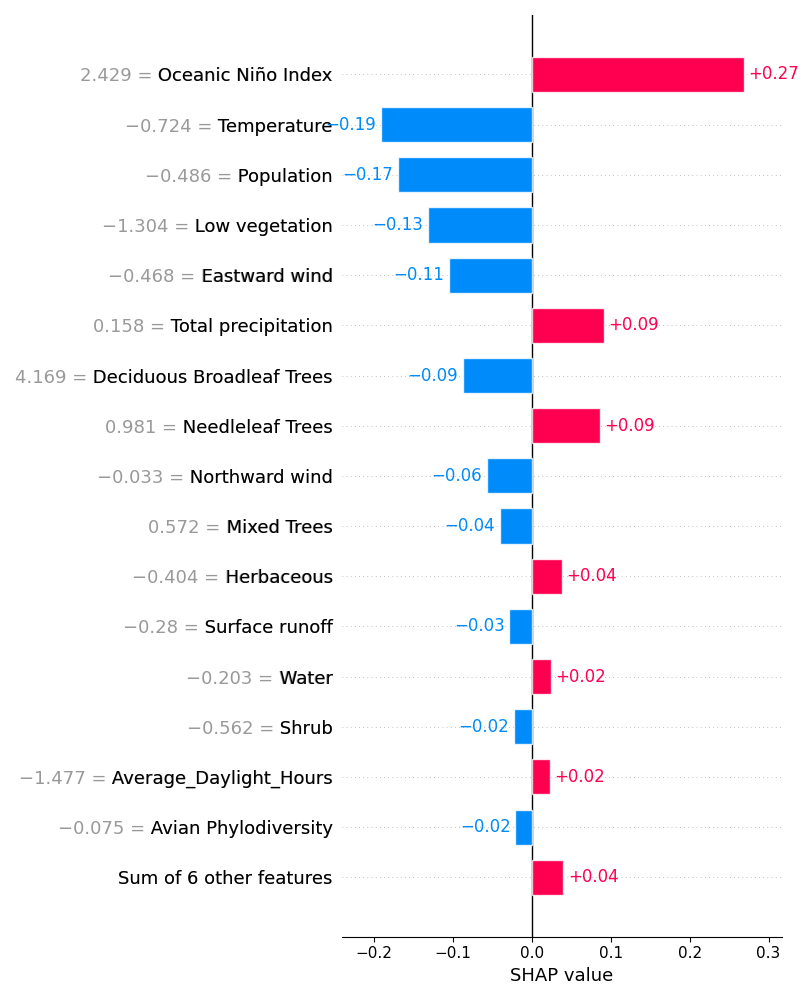 2.429 = Oceanic Niño Index +0.27
−0.724 = Temperature −0.19
−0.486 = Population −0.17
−1.304 = Low vegetation −0.13
−0.468 = Eastward wind −0.11
0.158 = Total precipitation +0.09
4.169 = Deciduous Broadleaf Trees −0.09
0.981 = Needleleaf Trees +0.09
−0.033 = Northward wind −0.06
0.572 = Mixed Trees −0.04
−0.404 = Herbaceous +0.04
−0.28 = Surface runoff −0.03
−0.203 = Water +0.02
−0.562 = Shrub −0.02
−1.477 = Average_Daylight_Hours +0.02
−0.075 = Avian Phylodiversity −0.02
Sum of 6 other features +0.04
−0.2 −0.1 0.0 0.1 0.2 0.3
SHAP value